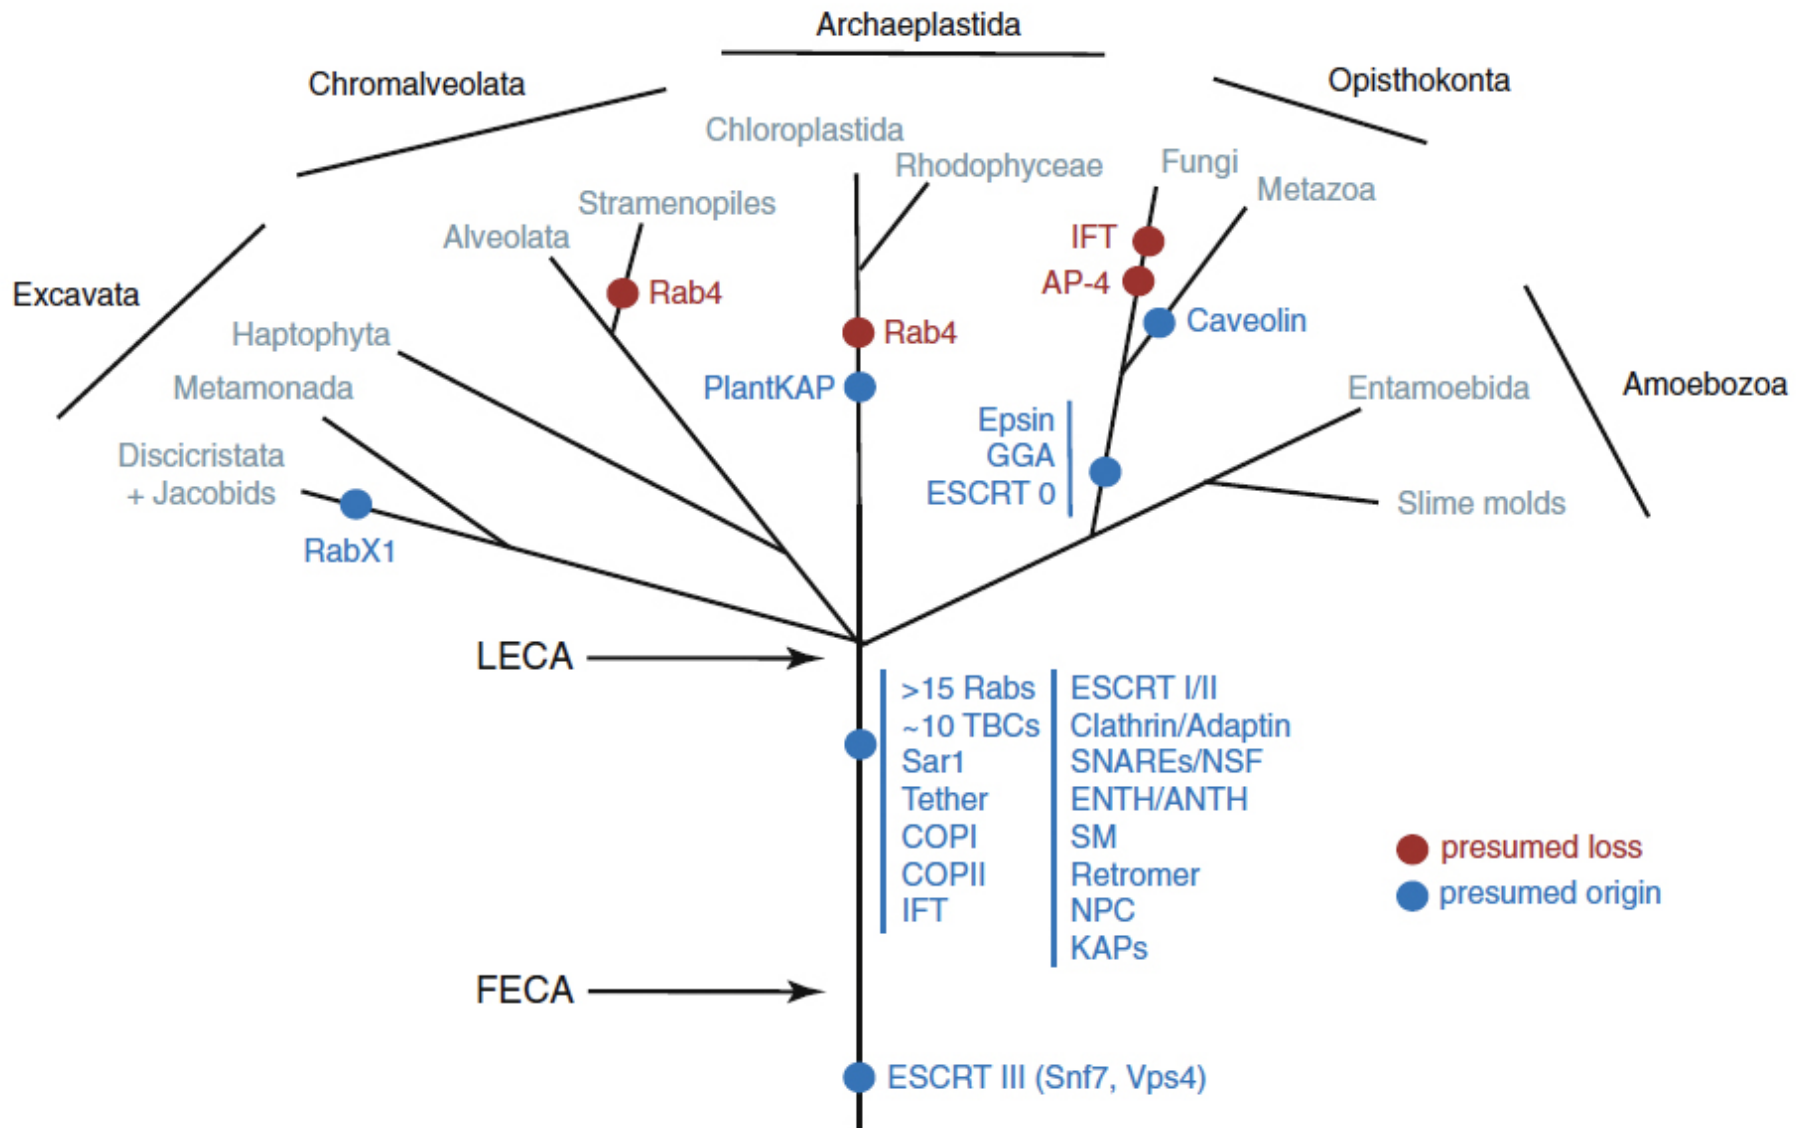 Archaeplastida
Chromalveolata
Opisthokonta
Chloroplastida
Rhodophyceae
Fungi
Metazoa
Stramenopiles
Alveolata
IFT
AP-4
Rab4
Excavata
Caveolin
Haptophyta
Rab4
PlantKAP
Metamonada
Entamoebida
Amoebozoa
Epsin
GGA
ESCRT 0
Discicristata
+ Jacobids
Slime molds
RabX1
LECA
>15 Rabs
~10 TBCs
Sar1
Tether
COPI
COPII
IFT
ESCRT I/II
Clathrin/Adaptin
SNAREs/NSF
ENTH/ANTH
SM
Retromer
NPC
KAPs
presumed loss
presumed origin
FECA
ESCRT III (Snf7, Vps4)